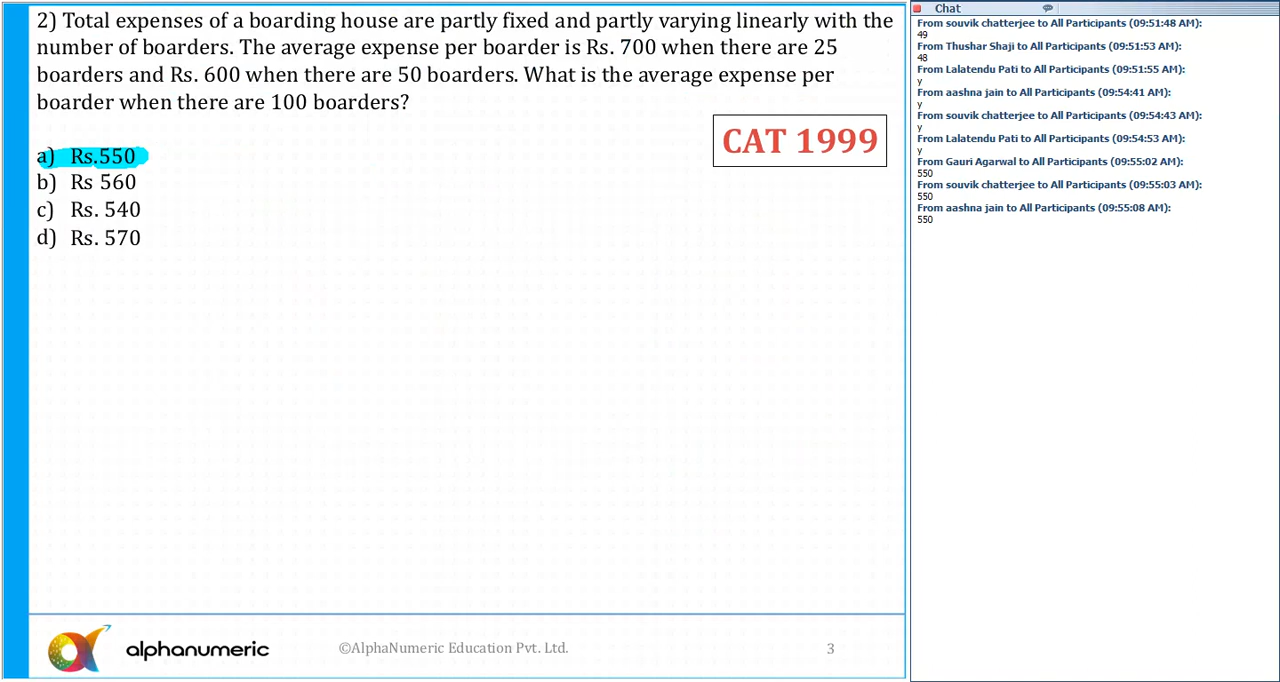 2) Total expenses of a boarding house are partly fixed and partly varying linearly with the
number of boarders. The average expense per boarder is Rs. 700 when there are 25
boarders and Rs. 600 when there are 50 boarders. What is the average expense per
boarder when there are 100 boarders?
CAT 1999
a) Rs.550
b) Rs 560
c) Rs. 540
d) Rs. 570
alphanumeric
©AlphaNumeric Education Pvt. Ltd.
3
Chat
From souvik chatterjee to All Participants (09:51:48 AM):
49
From Thushar Shaji to All Participants (09:51:53 AM):
48
From Lalatendu Pati to All Participants (09:51:55 AM):
y
From aashna jain to All Participants (09:54:41 AM):
y
From souvik chatterjee to All Participants (09:54:43 AM):
y
From Lalatendu Pati to All Participants (09:54:53 AM):
y
From Gauri Agarwal to All Participants (09:55:02 AM):
550
From souvik chatterjee to All Participants (09:55:03 AM):
550
From aashna jain to All Participants (09:55:08 AM):
550